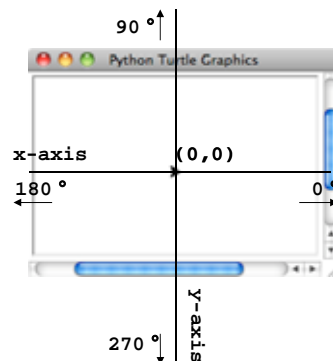 90 °
Python Turtle Graphics
x-axis
(0,0)
180 °
0°
Y-axis
270 °